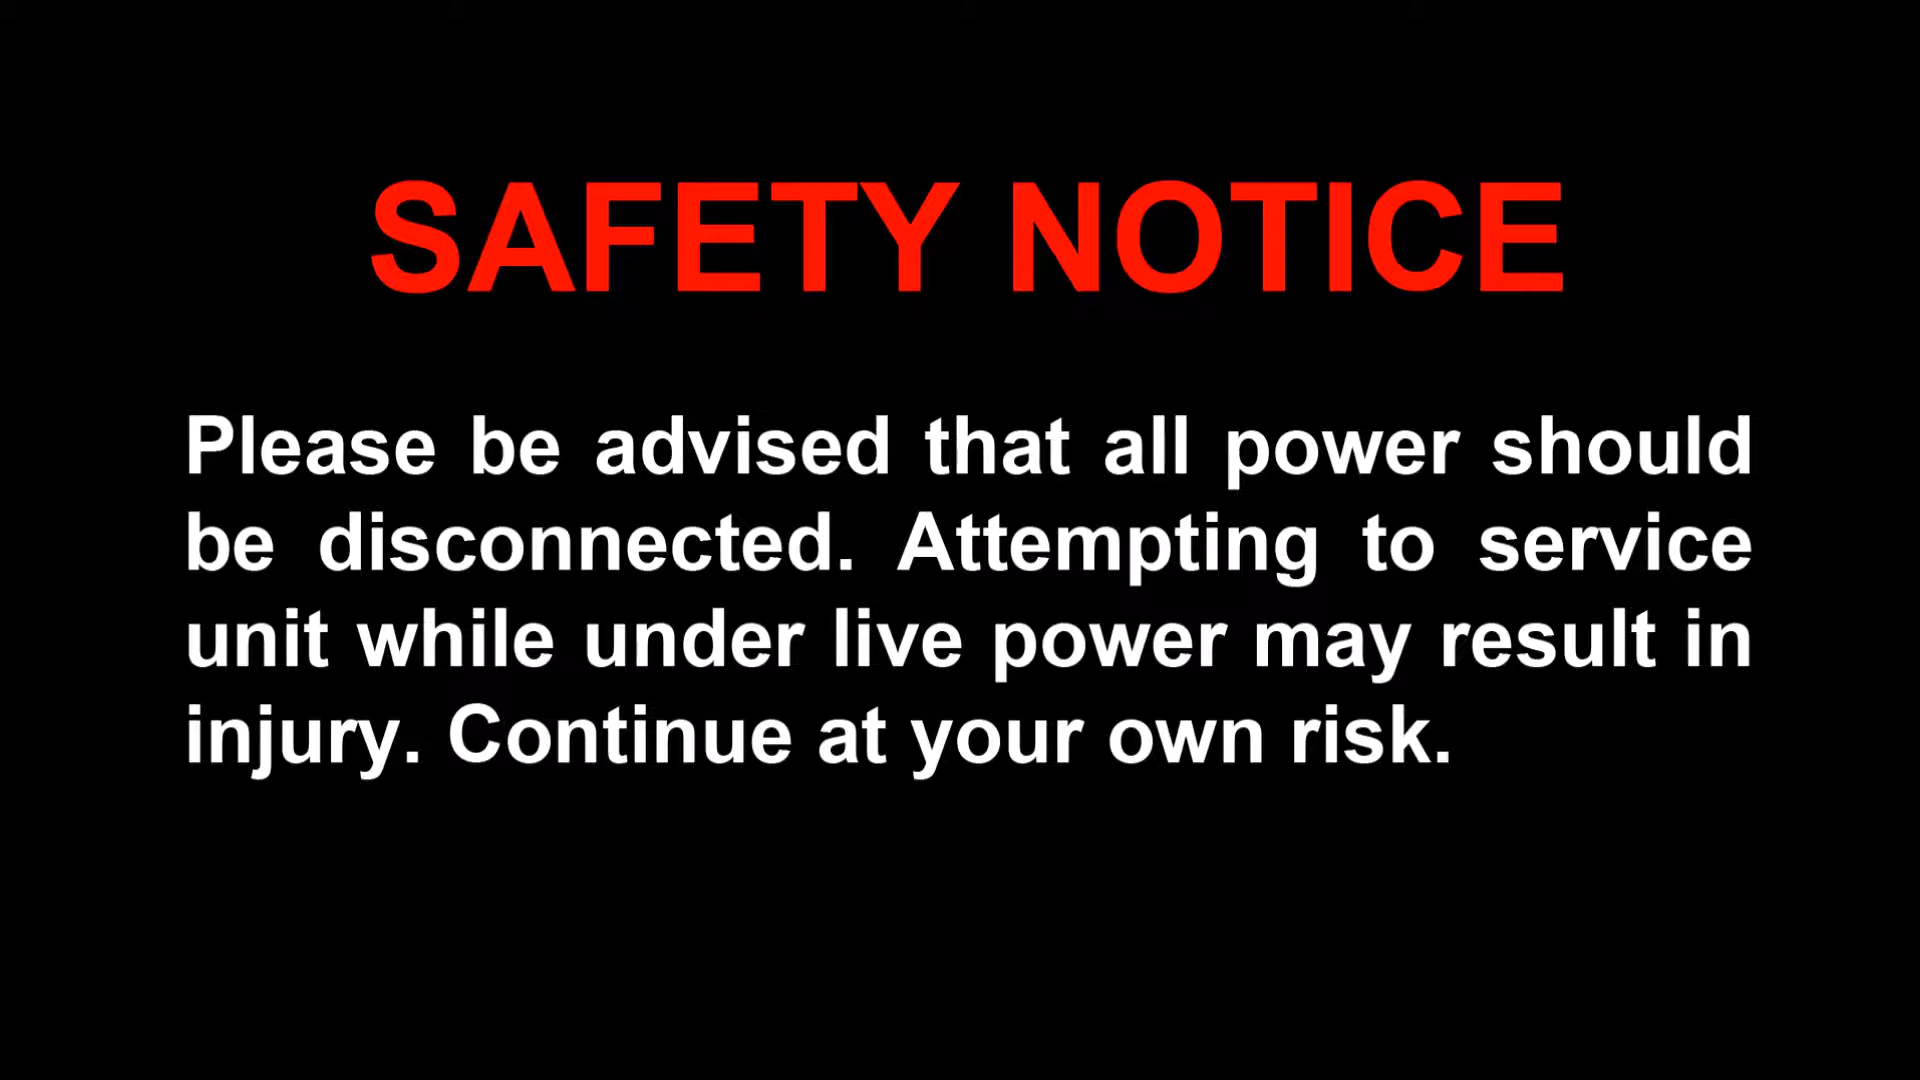 SAFETY NOTICE
Please be advised that all power should
be disconnected. Attempting to service
unit while under live power may result in
injury. Continue at your own risk.